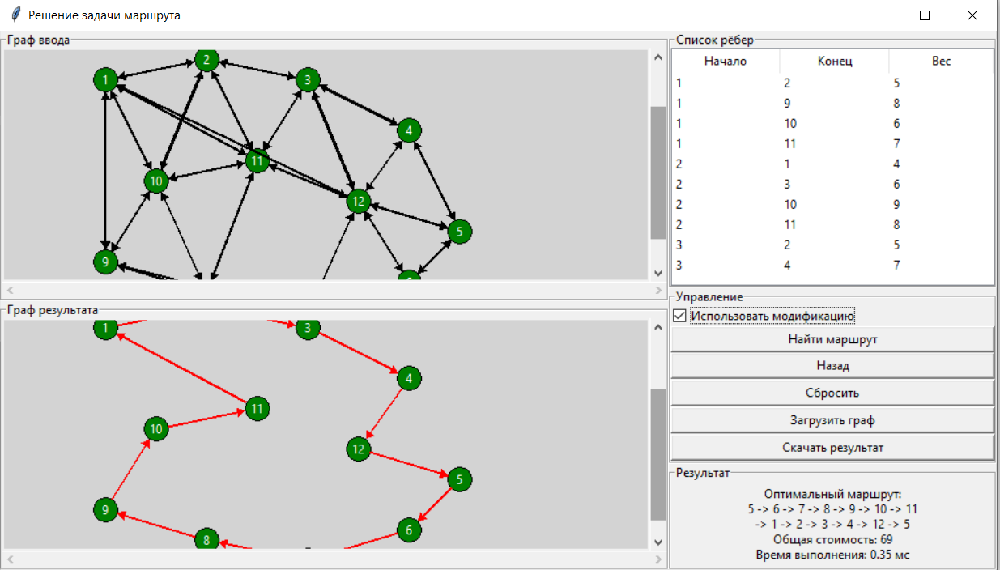 Решение задачи маршрута
Граф ввода
2
1
3
4
11
10
12
5
9
Граф результата
1
3
4
11
10
12
5
9
6
8
Список рёбер
Начало Конец Вес
1 2 5
1 9 8
1 10 6
1 11 7
2 1 4
2 3 6
2 10 9
2 11 8
3 2 5
3 4 7
Управление
Использовать модификацию
Найти маршрут
Назад
Сбросить
Загрузить граф
Скачать результат
Результат
Оптимальный маршрут:
5 -> 6 -> 7 -> 8 -> 9 -> 10 -> 11
-> 1 -> 2 -> 3 -> 4 -> 12 -> 5
Общая стоимость: 69
Время выполнения: 0.35 мс